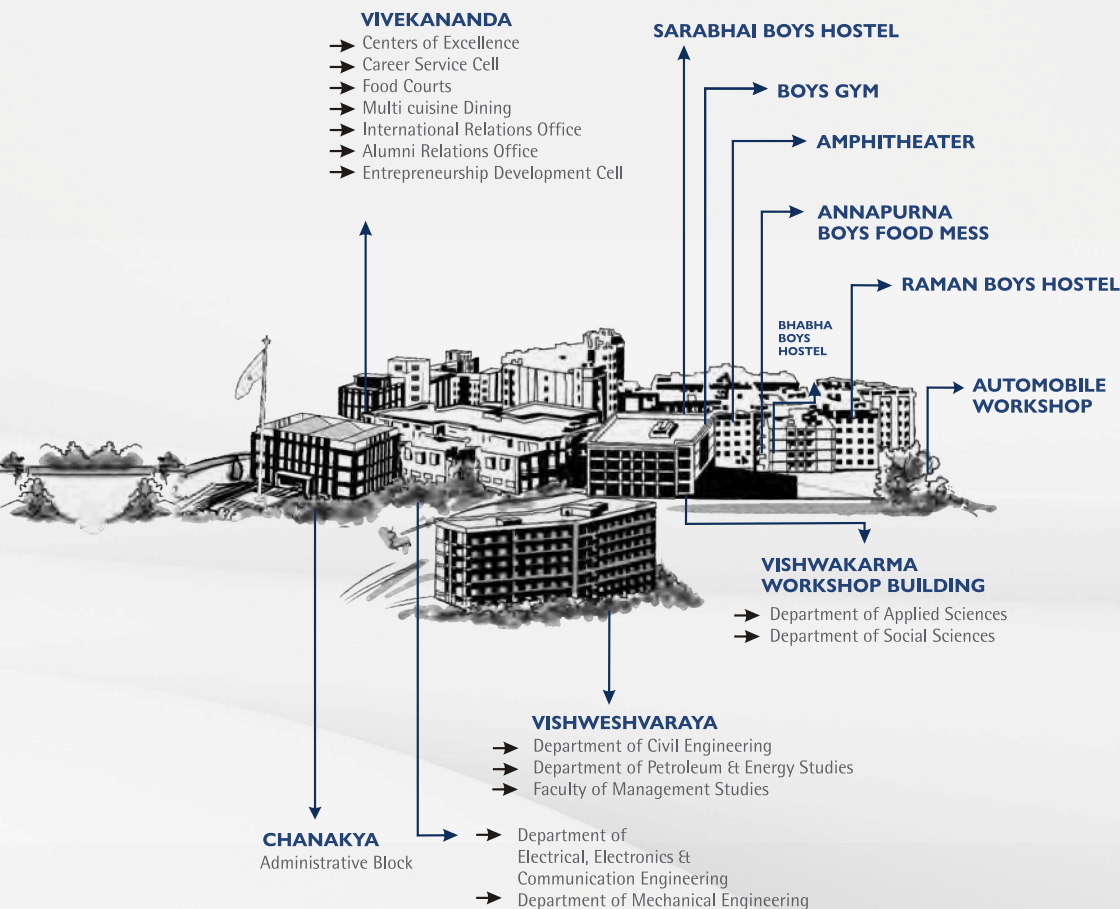 VIVEKANANDA
Centers of Excellence
Career Service Cell
Food Courts
Multi cuisine Dining
International Relations Office
Alumni Relations Office
Entrepreneurship Development Cell
SARABHAI BOYS HOSTEL
BOYS GYM
AMPHITHEATER
ANNAPURNA
BOYS FOOD MESS
RAMAN BOYS HOSTEL
BHABHA
BOYS
HOSTEL
AUTOMOBILE
WORKSHOP
VISHWAKARMA
WORKSHOP BUILDING
Department of Applied Sciences
Department of Social Sciences
VISHWESHVARAYA
Department of Civil Engineering
Department of Petroleum & Energy Studies
Faculty of Management Studies
CHANAKYA
Administrative Block
Department of
Electrical, Electronics &
Communication Engineering
Department of Mechanical Engineering